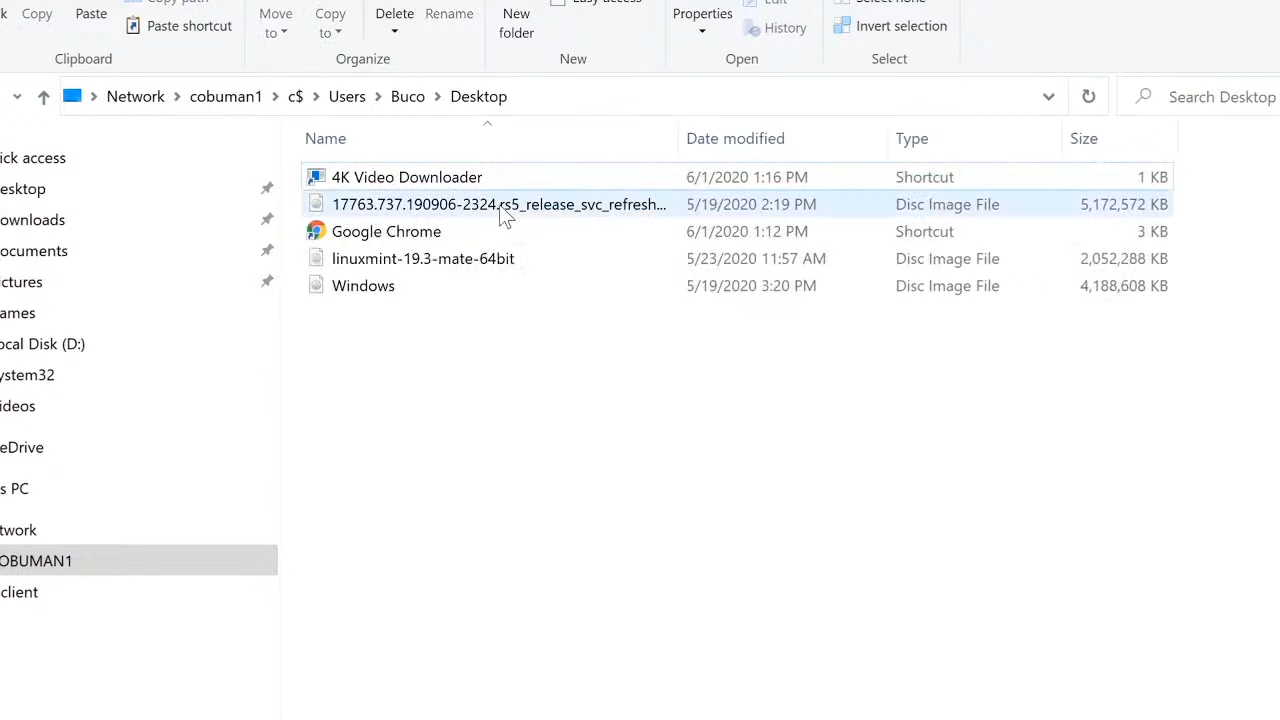 Copy
Paste
Paste shortcut
Clipboard
Move to
Copy to
Delete
Rename
Organize
New folder
New
Properties
History
Open
Invert selection
Select
Network > cobuman1 > c$ > Users > Buco > Desktop
Search Desktop
Name Date modified Type Size
4K Video Downloader 6/1/2020 1:16 PM Shortcut 1 KB
17763.737.190906-2324.rs5_release_svc_refresh... 5/19/2020 2:19 PM Disc Image File 5,172,572 KB
Google Chrome 6/1/2020 1:12 PM Shortcut 3 KB
linuxmint-19.3-mate-64bit 5/23/2020 11:57 AM Disc Image File 2,052,288 KB
Windows 5/19/2020 3:20 PM Disc Image File 4,188,608 KB
ick access
esktop
ownloads
ocuments
ictures
ames
ocal Disk (D:)
ystem32
ideos
eDrive
s PC
twork
OBUMAN1
client